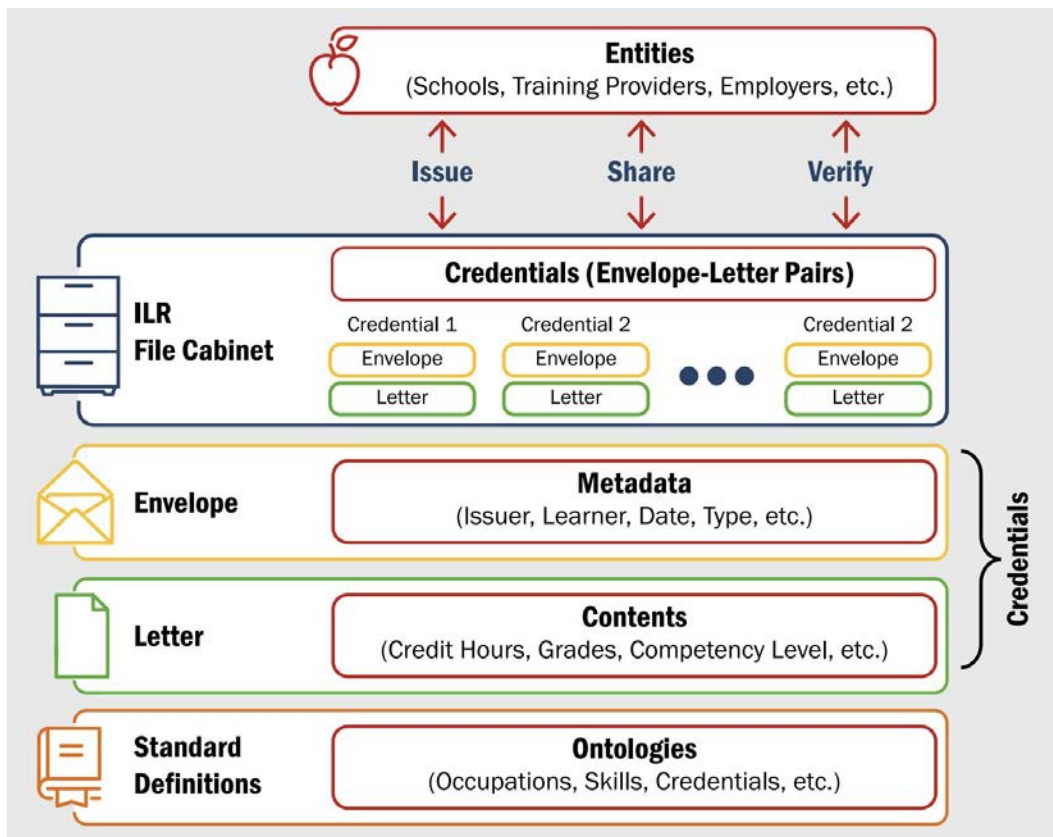 Entities
(Schools, Training Providers, Employers, etc.)
Issue Share Verify
ILR
File Cabinet
Credentials (Envelope-Letter Pairs)
Credential 1 Credential 2 Credential 2
Envelope Envelope Envelope
Letter Letter Letter
Envelope
Metadata
(Issuer, Learner, Date, Type, etc.)
Letter
Contents
(Credit Hours, Grades, Competency Level, etc.)
Credentials
Standard
Definitions
Ontologies
(Occupations, Skills, Credentials, etc.)